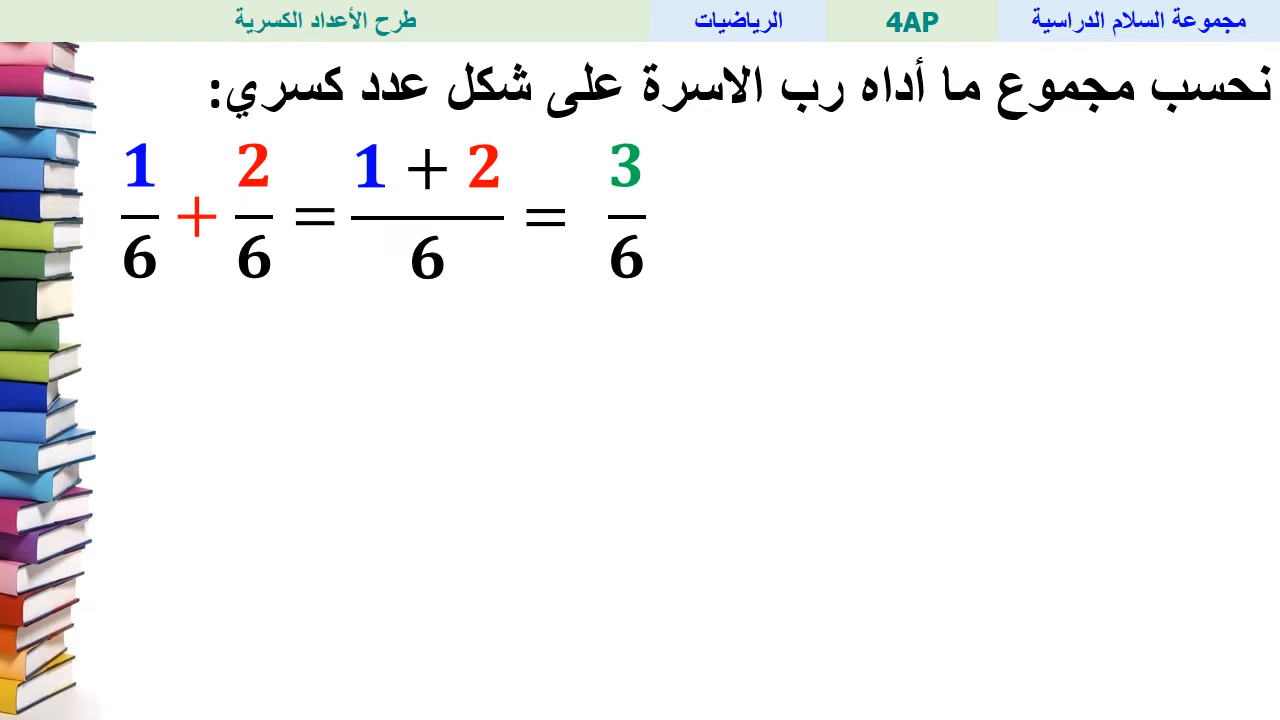 مجموعة السلام الدراسية 4AP الرياضيات طرح الأعداد الكسرية
نحسب مجموع ما أداه رب الاسرة على شكل عدد كسري:
1/6 + 2/6 = (1 + 2)/6 = 3/6